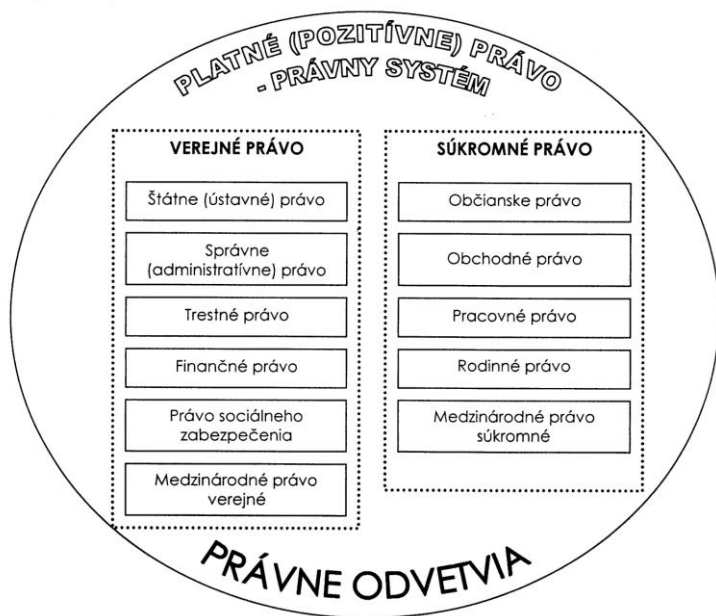 PLATNÉ (POZITÍVNE) PRÁVO
- PRÁVNY SYSTÉM
VEREJNÉ PRÁVO
Štátne (ústavné) právo
Správne
(administratívne) právo
Trestné právo
Finančné právo
Právo sociálneho
zabezpečenia
Medzinárodné právo
verejné
SÚKROMNÉ PRÁVO
Občianske právo
Obchodné právo
Pracovné právo
Rodinné právo
Medzinárodné právo
súkromné
PRÁVNE ODVETVIA